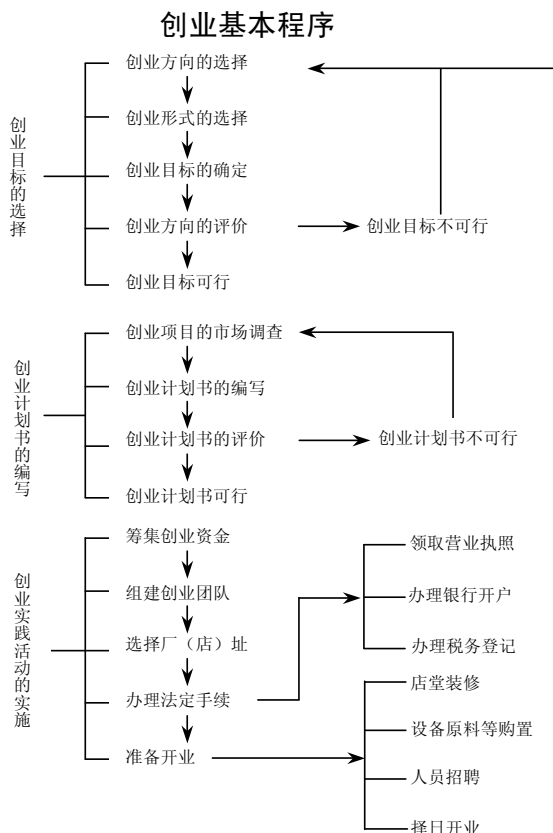 创业基本程序
创业目标的选择
创业方向的选择
创业形式的选择
创业目标的确定
创业方向的评价
创业目标不可行
创业目标可行
创业计划书的编写
创业项目的市场调查
创业计划书的编写
创业计划书的评价
创业计划书不可行
创业计划书可行
创业实践活动的实施
筹集创业资金
组建创业团队
选择厂（店）址
办理法定手续
准备开业
领取营业执照
办理银行开户
办理税务登记
店堂装修
设备原料等购置
人员招聘
择日开业